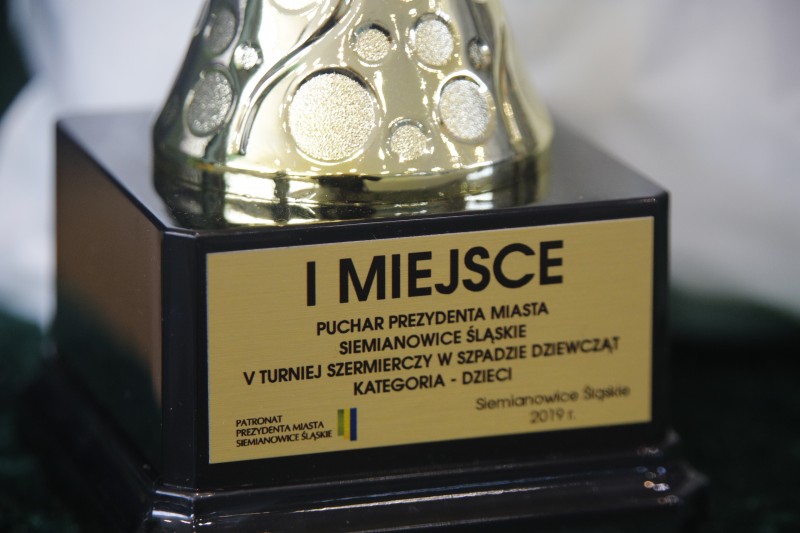 I MIEJSCE
PUCHAR PREZYDENTA MIASTA
SIEMIANOWICE ŚLĄSKIE
V TURNIEJ SZERMIERCZY W SZPADZIE DZIEWCZĄT
KATEGORIA - DZIECI
Siemianowice Śląskie
2019 r.
PATRONAT
PREZYDENTA MIASTA
SIEMIANOWICE ŚLĄSKIE